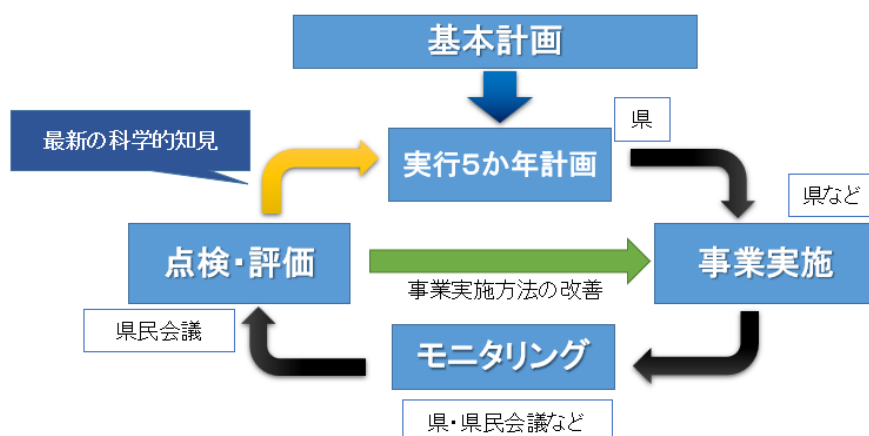 基本計画
県
最新の科学的知見
実行5か年計画
県など
点検・評価
事業実施
事業実施方法の改善
県民会議
モニタリング
県・県民会議など